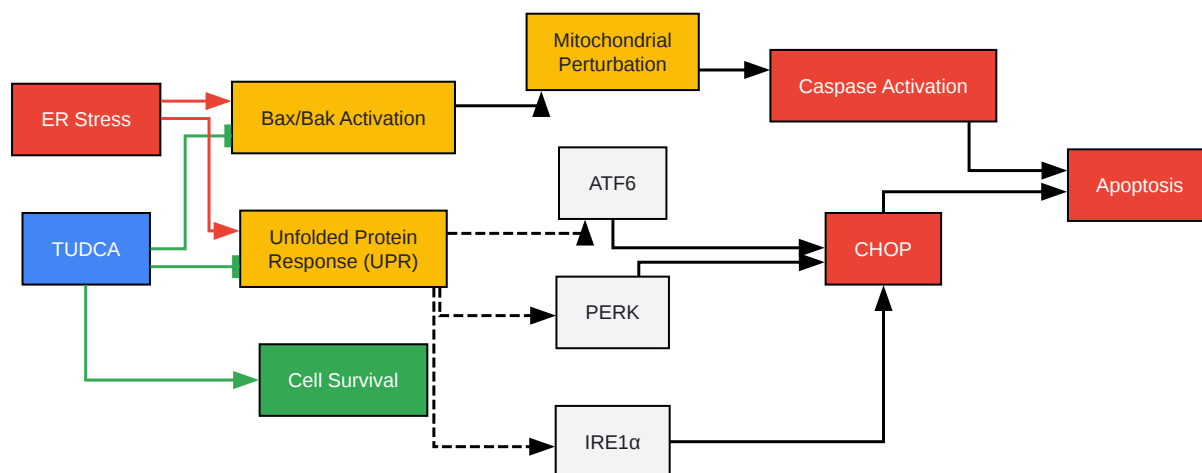 Mitochondrial
Perturbation
ER Stress
Bax/Bak Activation
Caspase Activation
ATF6
Apoptosis
TUDCA
Unfolded Protein
Response (UPR)
CHOP
PERK
Cell Survival
IRE1α